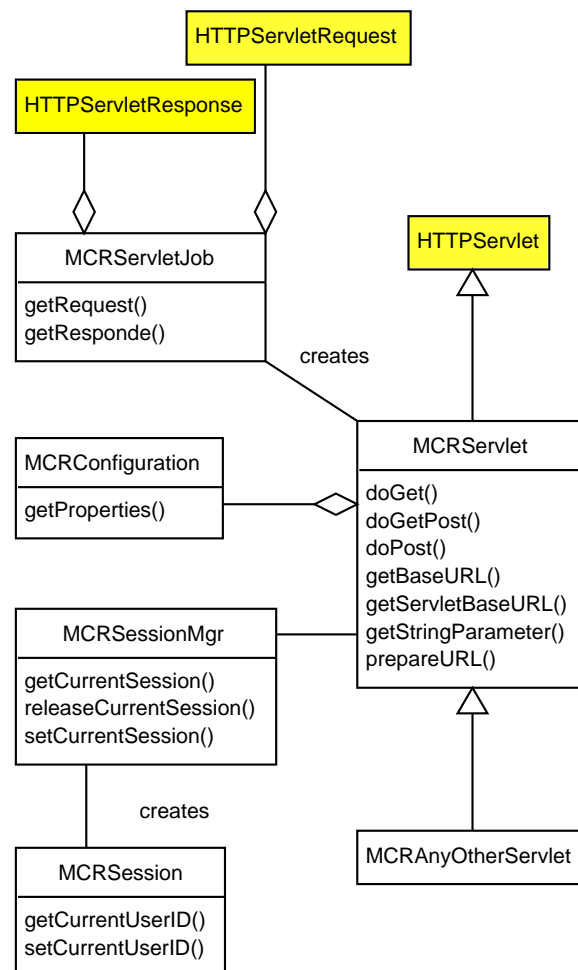 HTTPServletRequest
HTTPServletResponse
MCRServletJob
getRequest()
getResponde()
HTTPServlet
creates
MCRServlet
doGet()
doGetPost()
doPost()
getBaseURL()
getServletBaseURL()
getStringParameter()
prepareURL()
MCRConfiguration
getProperties()
MCRSessionMgr
getCurrentSession()
releaseCurrentSession()
setCurrentSession()
creates
MCRSession
getCurrentUserID()
setCurrentUserID()
MCRAnyOtherServlet